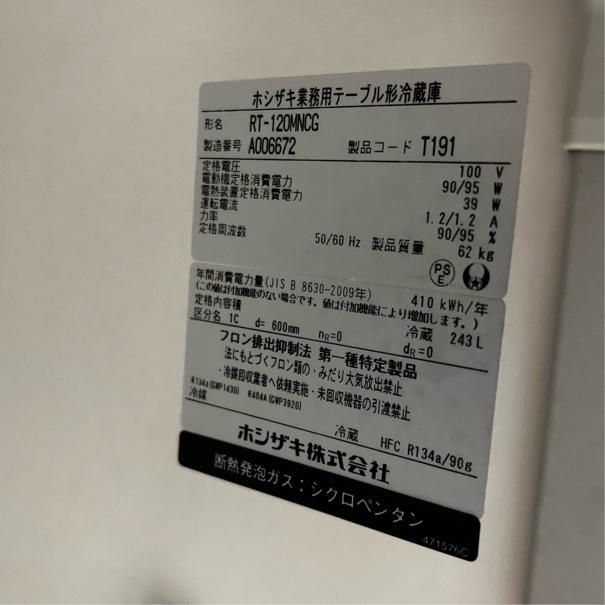 ホシザキ業務用テーブル形冷蔵庫
形名 RT-120MNCG
製造番号 A006672 製品コード T191
定格電圧 100 V
電動機定格消費電力 90/95 W
電熱装置定格消費電力 39 W
運転電流 1.2/1.2 A
力率 90/95 %
定格周波数 50/60 Hz 製品質量 62 kg
PS
E
年間消費電力量(JIS B 8630-2009年) 410 kWh/年
(この値は付加機能のない場合です。値は付加機能により増加します。)
定格内容積 冷蔵 243 L
区分名 1C d= 600mm nR=0 dR=0
フロン排出抑制法 第一種特定製品
・法にもとづくフロン類の・みだり大気放出禁止
・冷媒回収業者へ依頼実施・未回収機器の引渡禁止
R134a(GWP1430) R404A(GWP3920)
冷媒 冷蔵 HFC R134a/90g
ホシザキ株式会社
断熱発泡ガス：シクロペンタン
471576C